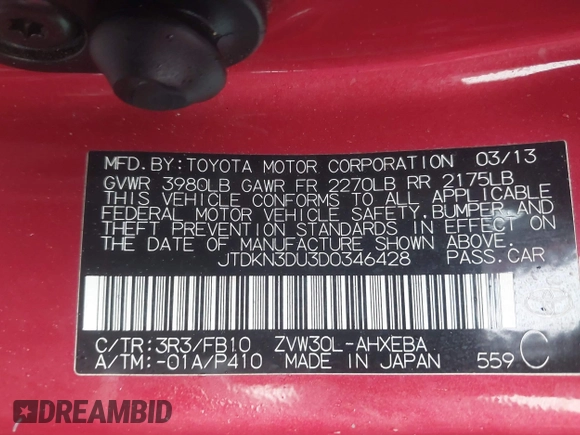 MFD. BY: TOYOTA MOTOR CORPORATION 03/13
GVWR 3980LB GAWR FR 2270LB RR 2175LB
THIS VEHICLE CONFORMS TO ALL APPLICABLE
FEDERAL MOTOR VEHICLE SAFETY, BUMPER AND
THEFT PREVENTION STANDARDS IN EFFECT ON
THE DATE OF MANUFACTURE SHOWN ABOVE.
JTDKN3DU3D0346428 PASS. CAR
C/TR: 3R3/FB10 ZVW30L-AHXEBA
A/TM: -01A/P410 MADE IN JAPAN 559 C
DREAMBID